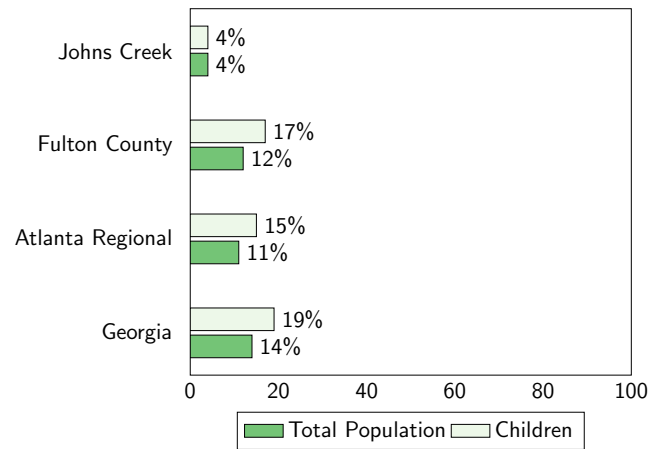 Johns Creek
4%
4%
Fulton County
17%
12%
Atlanta Regional
15%
11%
Georgia
19%
14%
0 20 40 60 80 100
Total Population Children